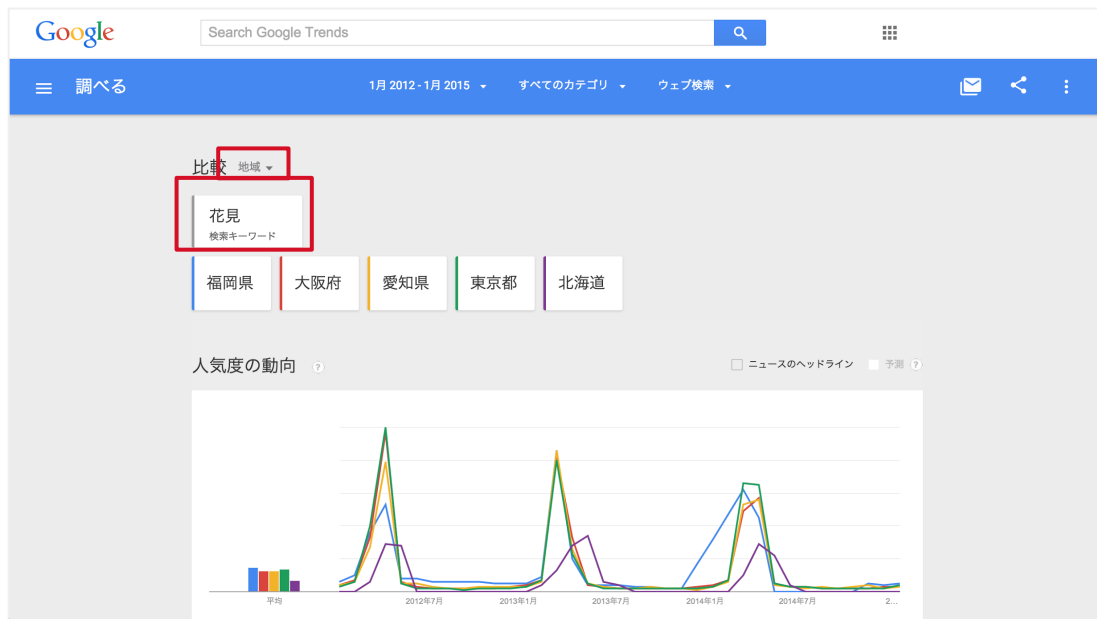 Google
Search Google Trends
調べる
1月 2012 - 1月 2015
すべてのカテゴリ
ウェブ検索
比較 地域
花見
検索キーワード
福岡県
大阪府
愛知県
東京都
北海道
人気度の動向 ?
ニュースのヘッドライン
予測 ?
平均
2012年7月
2013年1月
2013年7月
2014年1月
2014年7月
2...